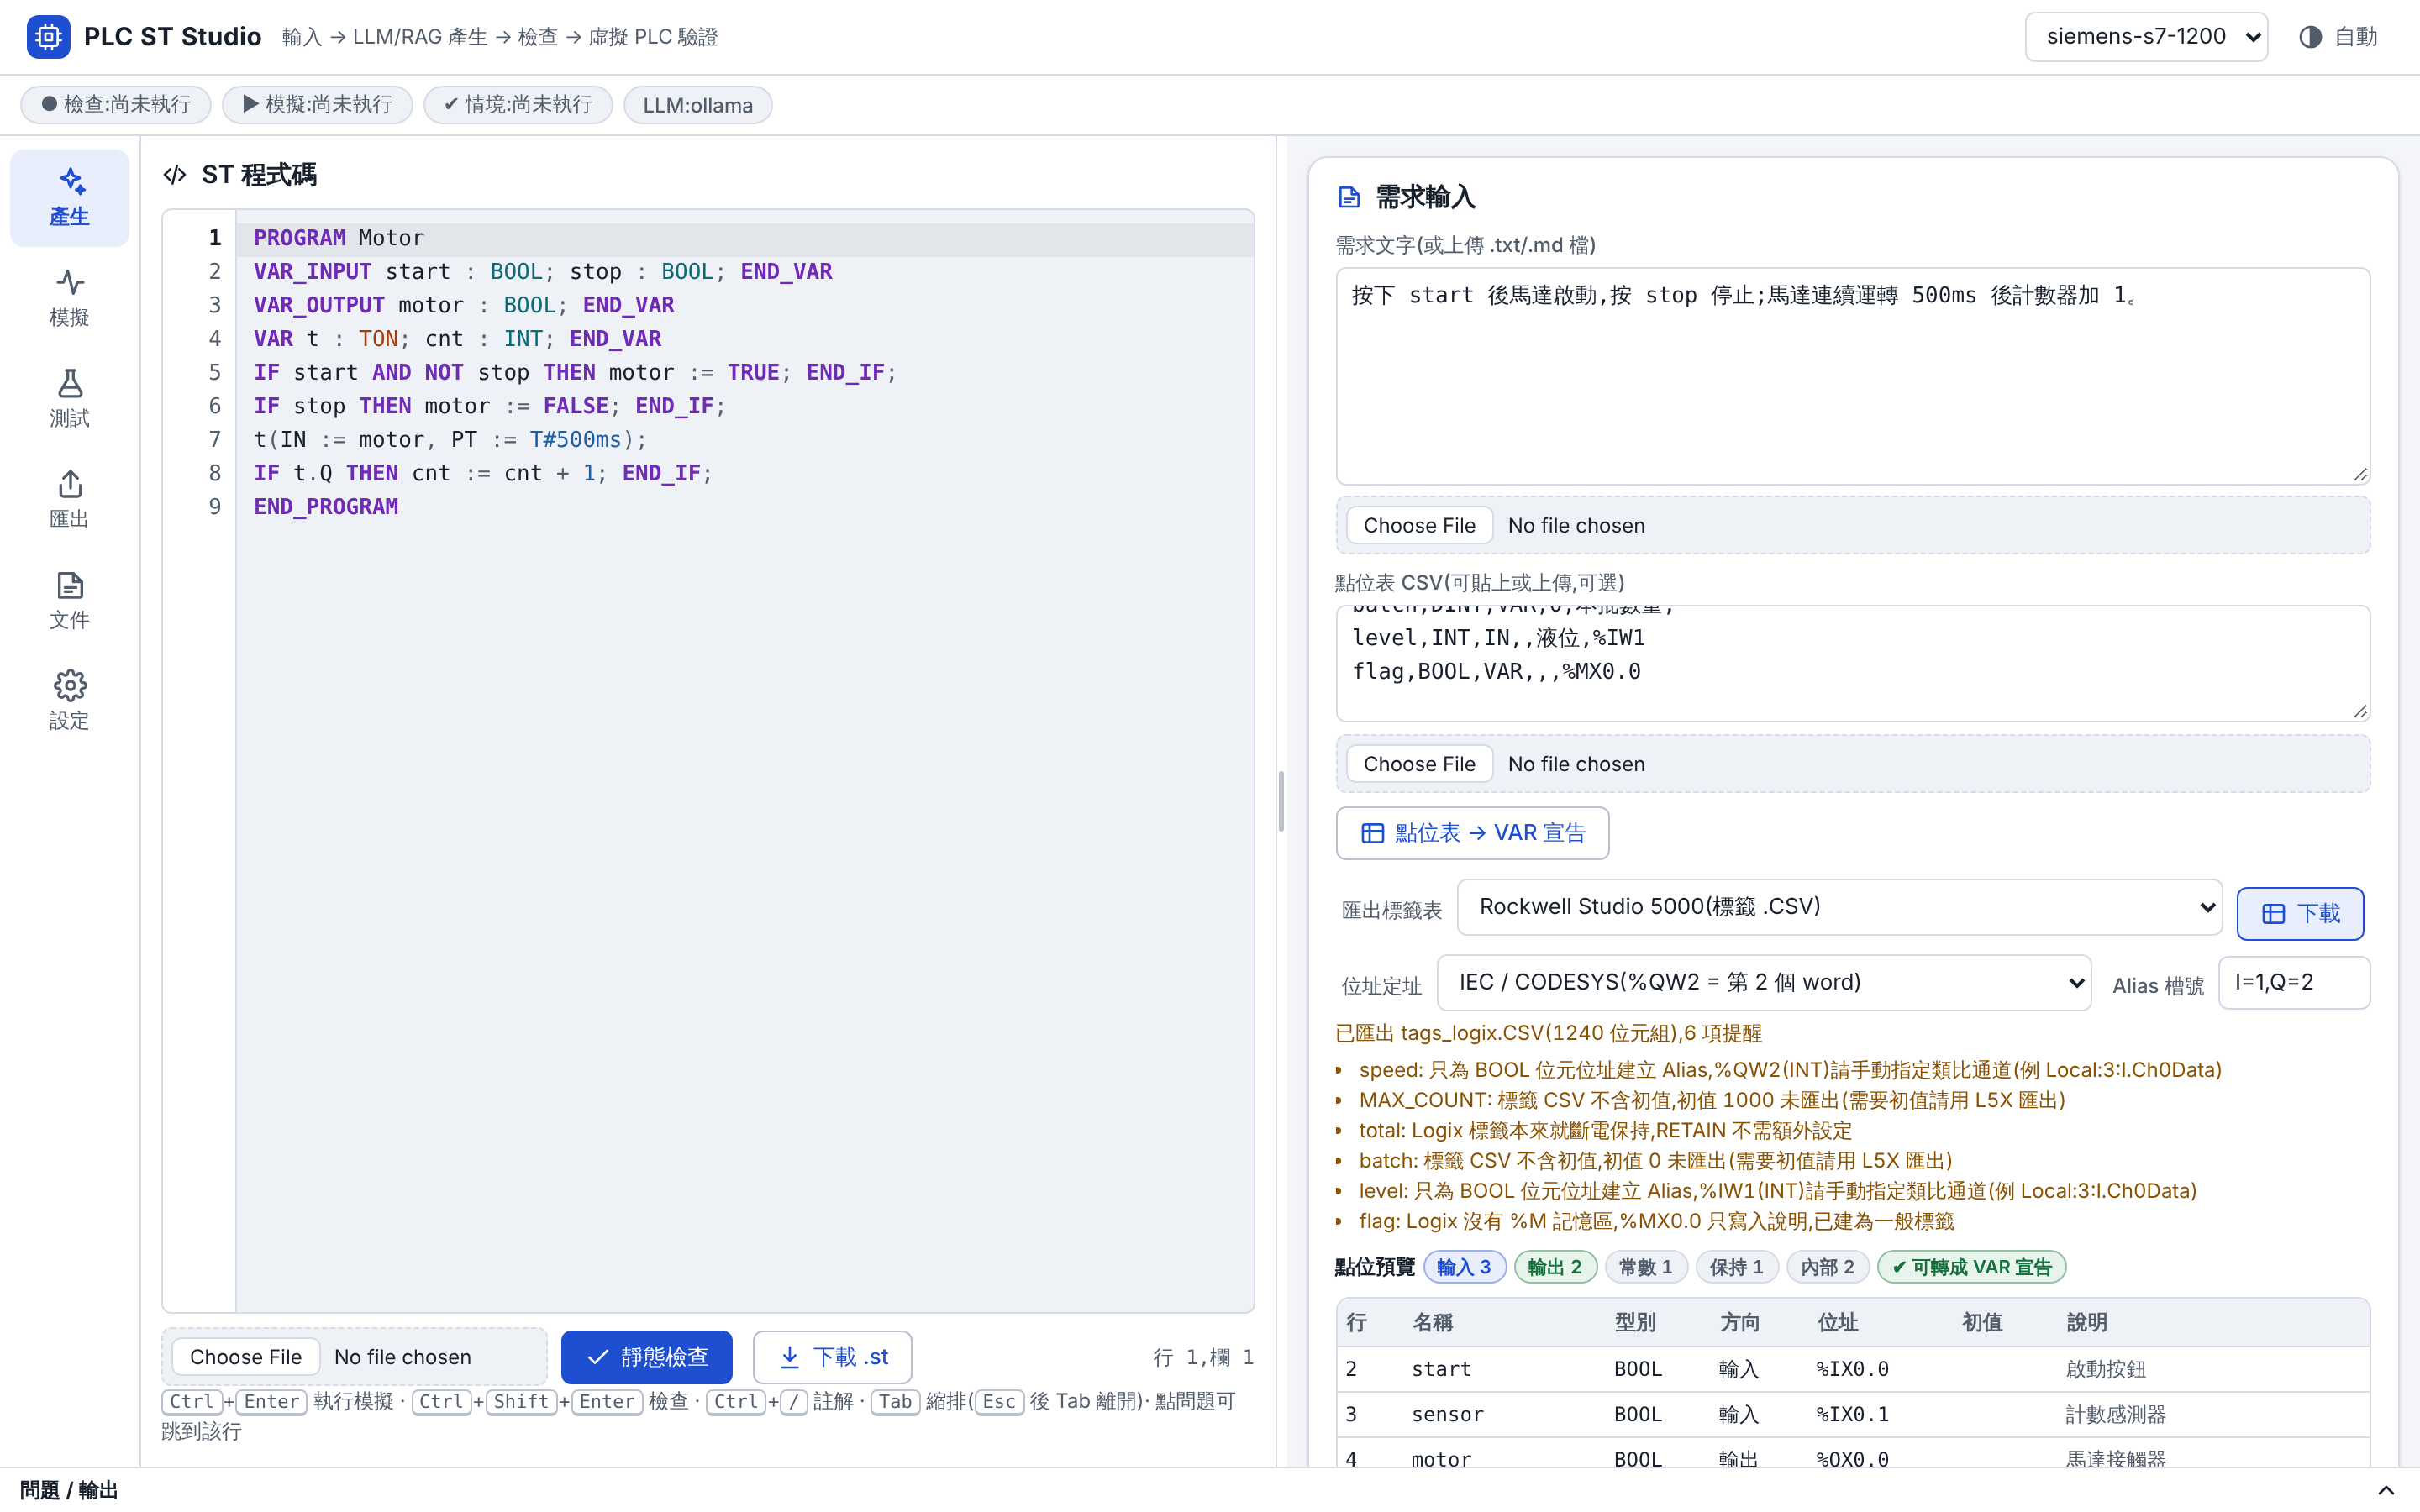 PLC ST Studio 輸入 → LLM/RAG 產生 → 檢查 → 虛擬 PLC 驗證
siemens-s7-1200
自動
● 檢查:尚未執行
▶ 模擬:尚未執行
✔ 情境:尚未執行
LLM:ollama
產生
模擬
測試
匯出
文件
設定
</> ST 程式碼
1 PROGRAM Motor
2 VAR_INPUT start : BOOL; stop : BOOL; END_VAR
3 VAR_OUTPUT motor : BOOL; END_VAR
4 VAR t : TON; cnt : INT; END_VAR
5 IF start AND NOT stop THEN motor := TRUE; END_IF;
6 IF stop THEN motor := FALSE; END_IF;
7 t(IN := motor, PT := T#500ms);
8 IF t.Q THEN cnt := cnt + 1; END_IF;
9 END_PROGRAM
Choose File No file chosen
靜態檢查
下載 .st
行 1,欄 1
Ctrl+Enter 執行模擬 · Ctrl+Shift+Enter 檢查 · Ctrl+/ 註解 · Tab 縮排(Esc 後 Tab 離開)· 點問題可
跳到該行
需求輸入
需求文字(或上傳 .txt/.md 檔)
按下 start 後馬達啟動,按 stop 停止;馬達連續運轉 500ms 後計數器加 1。
Choose File No file chosen
點位表 CSV(可貼上或上傳,可選)
batch,DINT,VAR,0,本批數量,
level,INT,IN,,液位,%IW1
flag,BOOL,VAR,,,%MX0.0
Choose File No file chosen
點位表 → VAR 宣告
匯出標籤表 Rockwell Studio 5000(標籤 .CSV) 下載
位址定址 IEC / CODESYS(%QW2 = 第 2 個 word) Alias 槽號 I=1,Q=2
已匯出 tags_logix.CSV(1240 位元組),6 項提醒
• speed: 只為 BOOL 位元位址建立 Alias,%QW2(INT)請手動指定類比通道(例 Local:3:I.Ch0Data)
• MAX_COUNT: 標籤 CSV 不含初值,初值 1000 未匯出(需要初值請用 L5X 匯出)
• total: Logix 標籤本來就斷電保持,RETAIN 不需額外設定
• batch: 標籤 CSV 不含初值,初值 0 未匯出(需要初值請用 L5X 匯出)
• level: 只為 BOOL 位元位址建立 Alias,%IW1(INT)請手動指定類比通道(例 Local:3:I.Ch0Data)
• flag: Logix 沒有 %M 記憶區,%MX0.0 只寫入說明,已建為一般標籤
點位預覽 輸入 3 輸出 2 常數 1 保持 1 內部 2 ✔ 可轉成 VAR 宣告
行 名稱 型別 方向 位址 初值 說明
2 start BOOL 輸入 %IX0.0 啟動按鈕
3 sensor BOOL 輸入 %IX0.1 計數感測器
4 motor BOOL 輸出 %QX0.0 馬達接觸器
問題 / 輸出